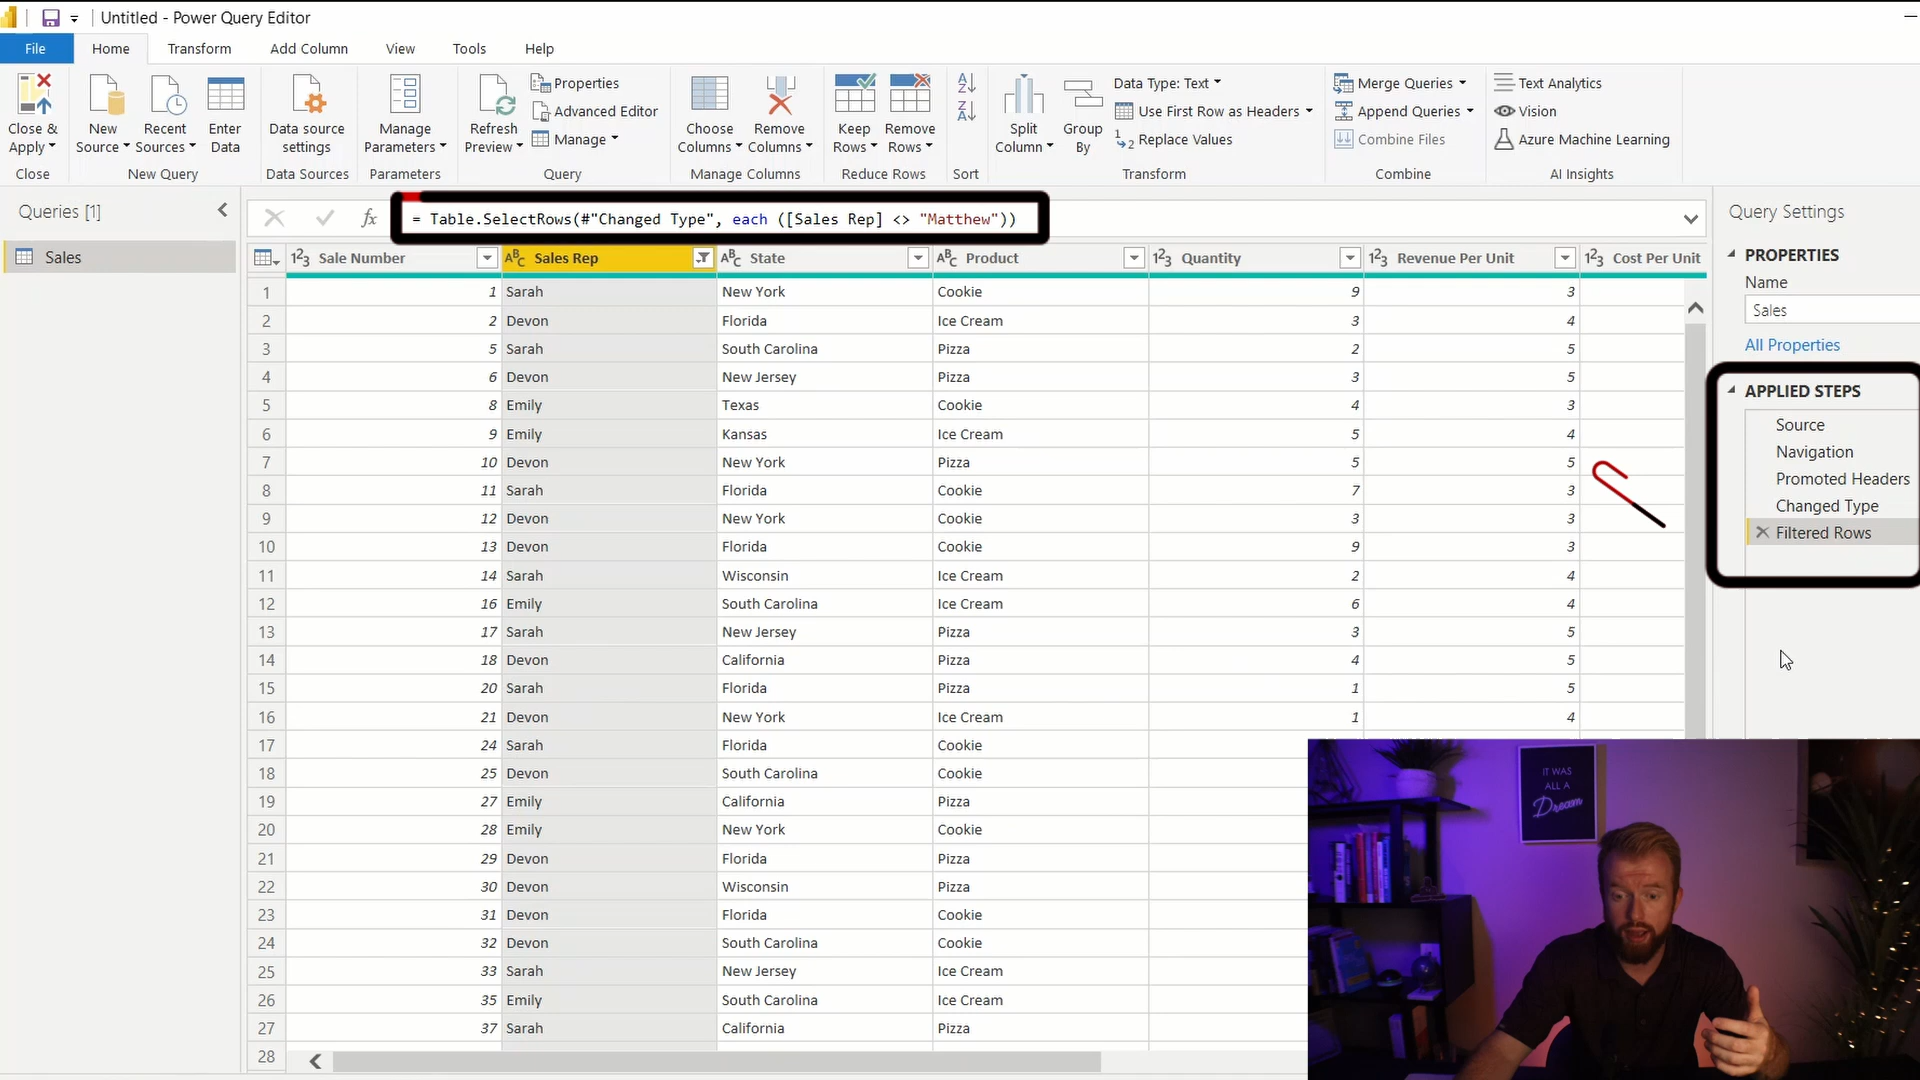 Untitled - Power Query Editor
File Home Transform Add Column View Tools Help
Close & Apply
New Source
Recent Sources
Enter Data
Data source settings
Manage Parameters
Refresh Preview
Properties
Advanced Editor
Manage
Choose Columns
Remove Columns
Keep Rows
Remove Rows
Split Column
Group By
Data Type: Text
Use First Row as Headers
Replace Values
Merge Queries
Append Queries
Combine Files
Text Analytics
Vision
Azure Machine Learning
Close New Query Data Sources Parameters Query Manage Columns Reduce Rows Sort Transform Combine AI Insights
Queries [1]
Sales
fx = Table.SelectRows(#"Changed Type", each ([Sales Rep] <> "Matthew"))
123 Sale Number ABC Sales Rep ABC State ABC Product 123 Quantity 123 Revenue Per Unit 123 Cost Per Unit
1 1 Sarah New York Cookie 9 3
2 2 Devon Florida Ice Cream 3 4
3 5 Sarah South Carolina Pizza 2 5
4 6 Devon New Jersey Pizza 3 5
5 8 Emily Texas Cookie 4 3
6 9 Emily Kansas Ice Cream 5 4
7 10 Devon New York Pizza 5 5
8 11 Sarah Florida Cookie 7 3
9 12 Devon New York Cookie 3 3
10 13 Devon Florida Cookie 9 3
11 14 Sarah Wisconsin Ice Cream 2 4
12 16 Emily South Carolina Ice Cream 6 4
13 17 Sarah New Jersey Pizza 3 5
14 18 Devon California Pizza 4 5
15 20 Sarah Florida Pizza 1 5
16 21 Devon New York Ice Cream 1 4
17 24 Sarah Florida Cookie
18 25 Devon South Carolina Cookie
19 27 Emily California Pizza
20 28 Emily New York Cookie
21 29 Devon Florida Pizza
22 30 Devon Wisconsin Pizza
23 31 Devon Florida Cookie
24 32 Devon South Carolina Cookie
25 33 Sarah New Jersey Ice Cream
26 35 Emily South Carolina Ice Cream
27 37 Sarah California Pizza
28
Query Settings
PROPERTIES
Name
Sales
All Properties
APPLIED STEPS
Source
Navigation
Promoted Headers
Changed Type
Filtered Rows
IT WAS
ALL A
Dream